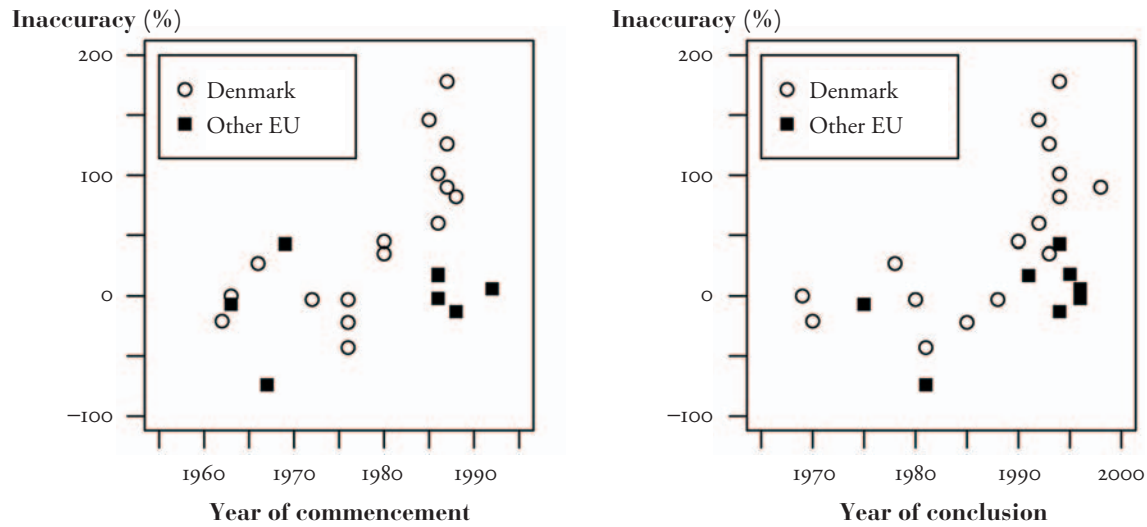 Inaccuracy (%)
200
100
0
−100
Denmark
Other EU
1960 1970 1980 1990
Year of commencement
Inaccuracy (%)
200
100
0
−100
Denmark
Other EU
1970 1980 1990 2000
Year of conclusion